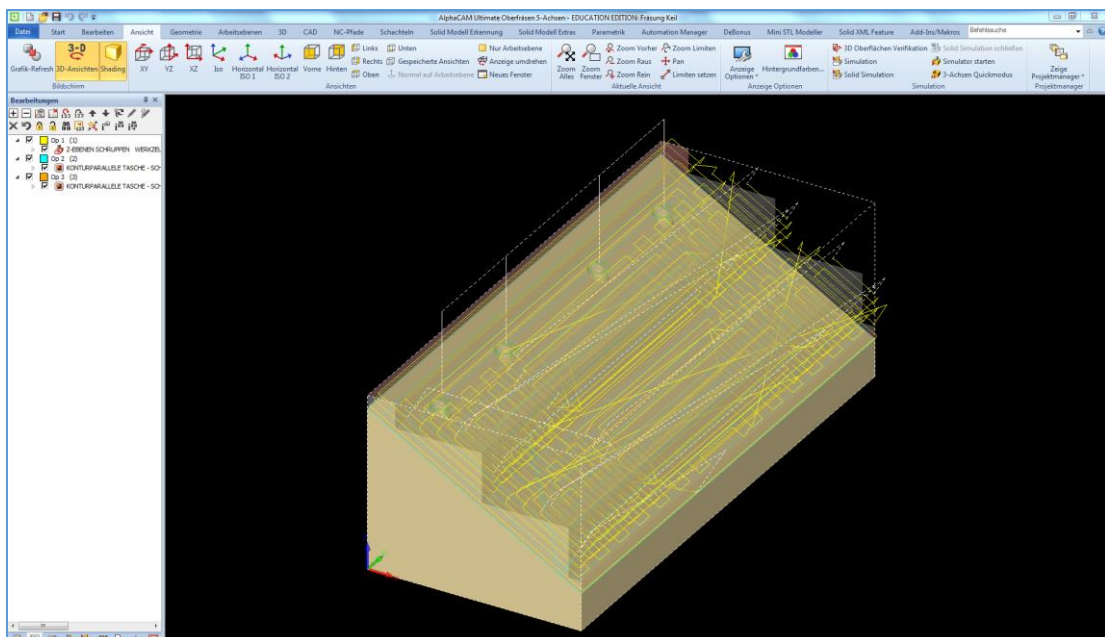 AlphaCAM Ultimate Oberfräsen 5-Achsen - EDUCATION EDITION: Fräsung Keil
Datei Start Bearbeiten Ansicht Geometrie Arbeitsebenen 3D CAD NC-Pfade Schachteln Solid Modell Erkennung Solid Modell Extras Parametrik Automation Manager DeBonus Mini STL Modeller Solid XML Feature Add-Ins/Makros Befehlssuche
Links Unten Nur Arbeitsebene Zoom Vorher Zoom Limiten 3D Oberflächen Verifikation Solid Simulation schließen
Rechts Gespeicherte Ansichten Anzeige umdrehen Zoom Raus Pan Simulation Simulator starten
Oben Normal auf Arbeitsebene Neues Fenster Zoom Rein Limiten setzen Solid Simulation 3-Achsen Quickmodus
Grafik-Refresh 3D-Ansichten Shading XY YZ XZ Iso Horizontal ISO 1 Horizontal ISO 2 Vorne Hinten Zoom Alles Zoom Fenster Anzeige Optionen Hintergrundfarben... Zeige Projektmanager
Bildschirm Ansichten Aktuelle Ansicht Anzeige Optionen Simulation Projektmanager
Bearbeitungen
Op 1 (1)
Z-EBENEN SCHRUPPEN WERKZEU
Op 2 (2)
KONTURPARALLELE TASCHE - SCH
Op 3 (3)
KONTURPARALLELE TASCHE - SCH